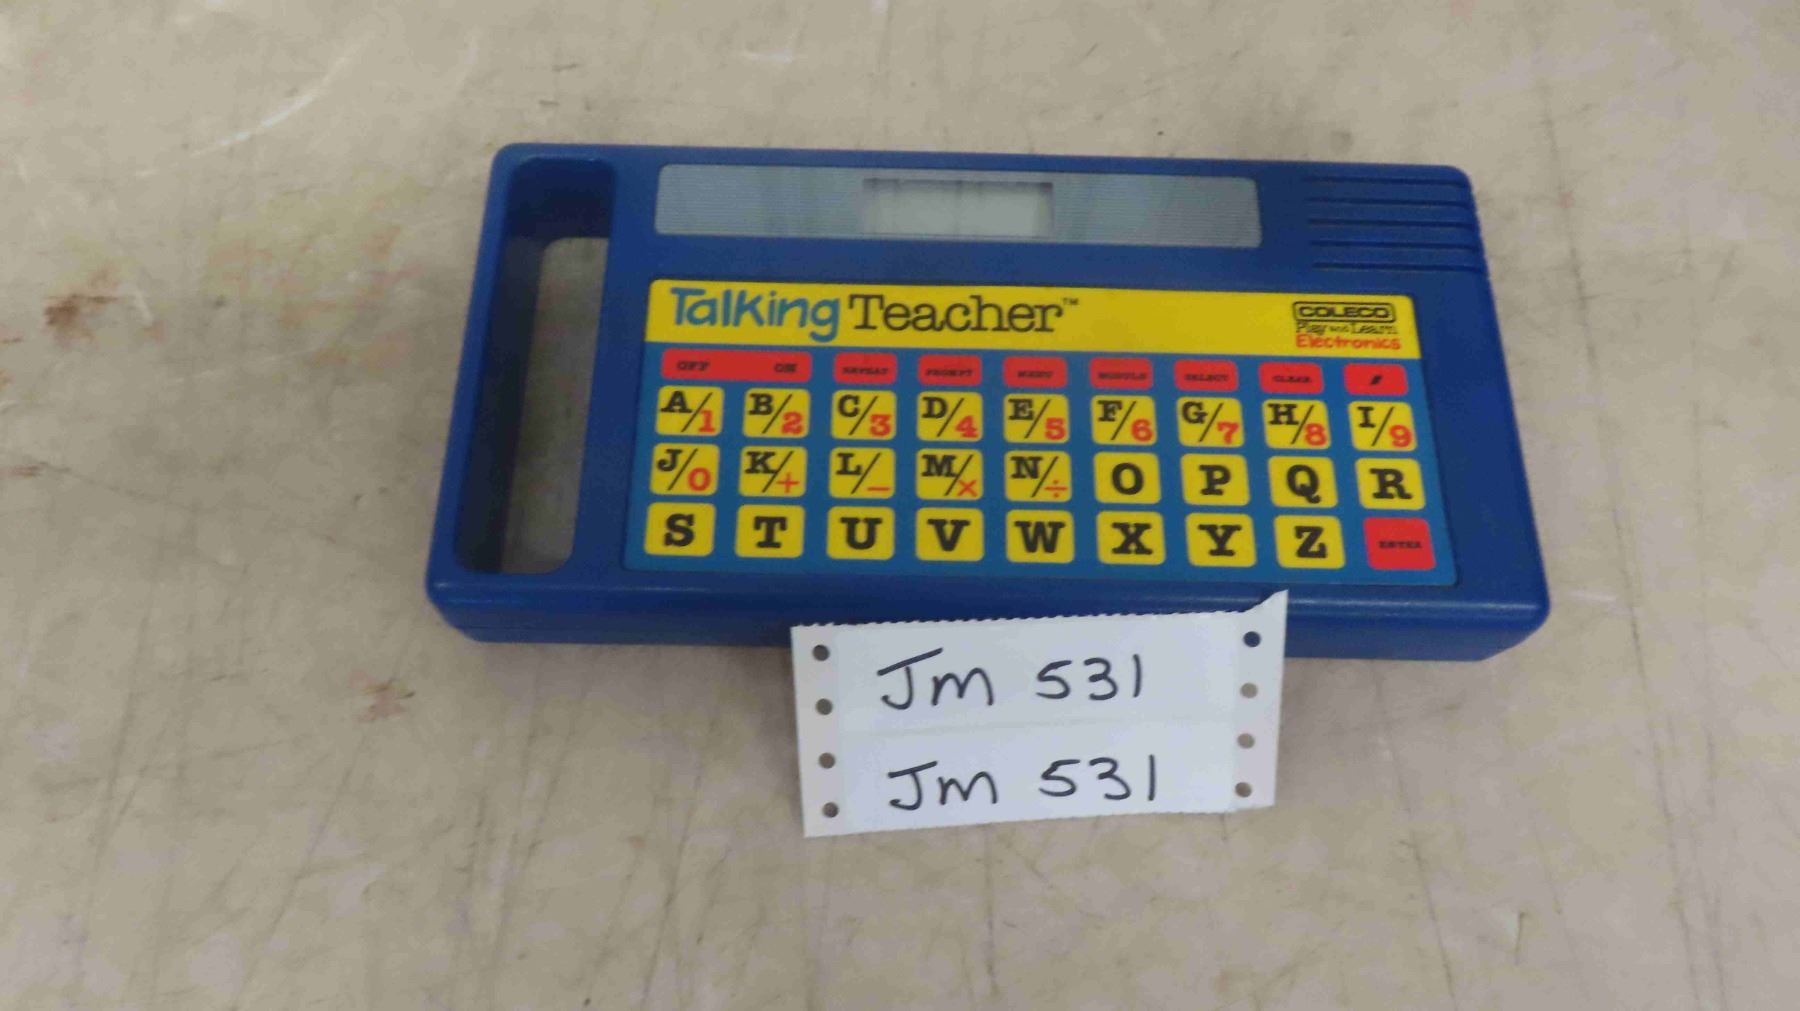 Talking Teacher™
COLECO
Play and Learn
Electronics
OFF ON REPEAT PROMPT MENU MODULE SELECT CLEAR
A/1 B/2 C/3 D/4 E/5 F/6 G/7 H/8 I/9
J/0 K/+ L/− M/× N/÷ O P Q R
S T U V W X Y Z ENTER
Jm 531
Jm 531